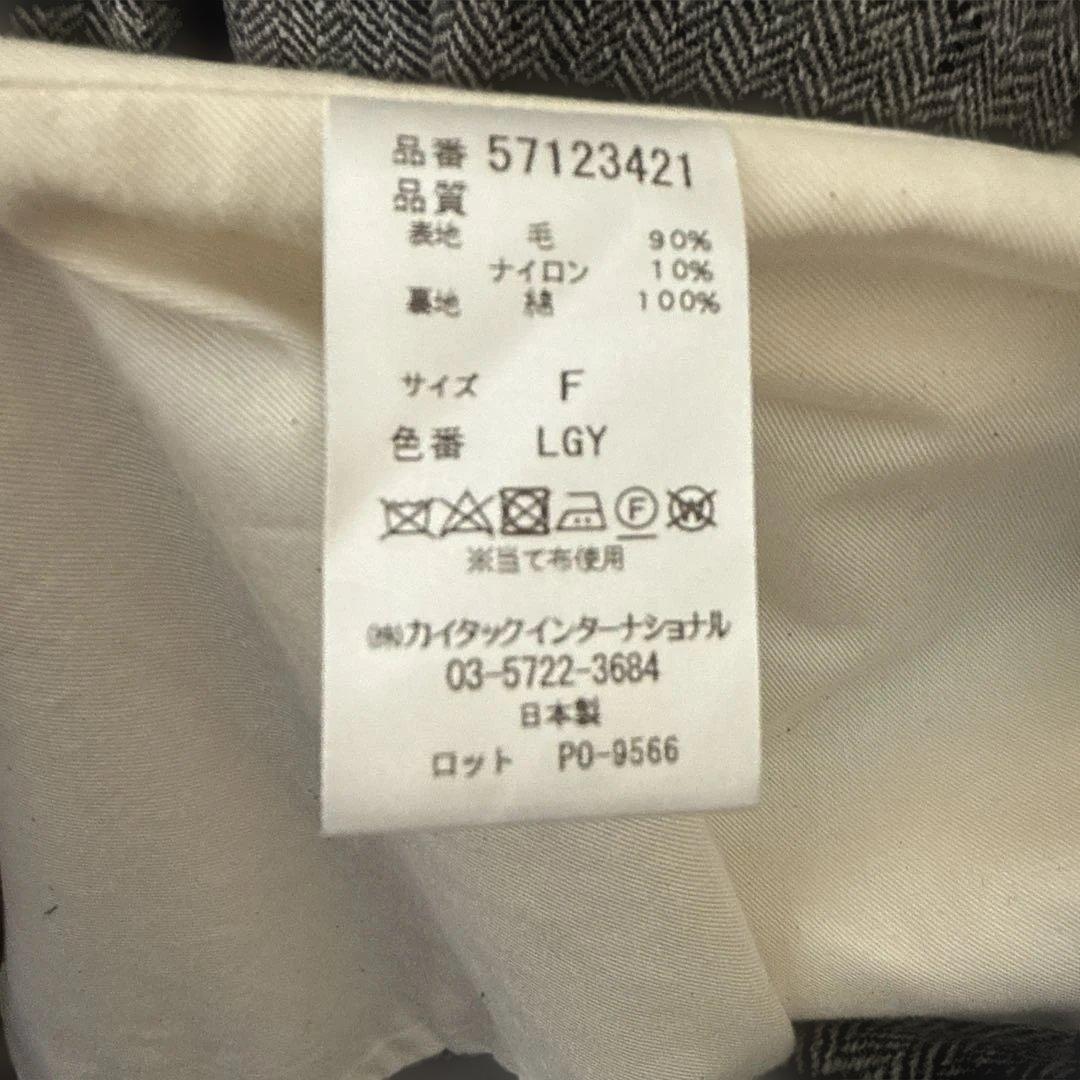 品番 57123421
品質
表地 毛 90%
ナイロン 10%
裏地 綿 100%
サイズ F
色番 LGY
F W
※当て布使用
㈱カイタックインターナショナル
03-5722-3684
日本製
ロット PO-9566